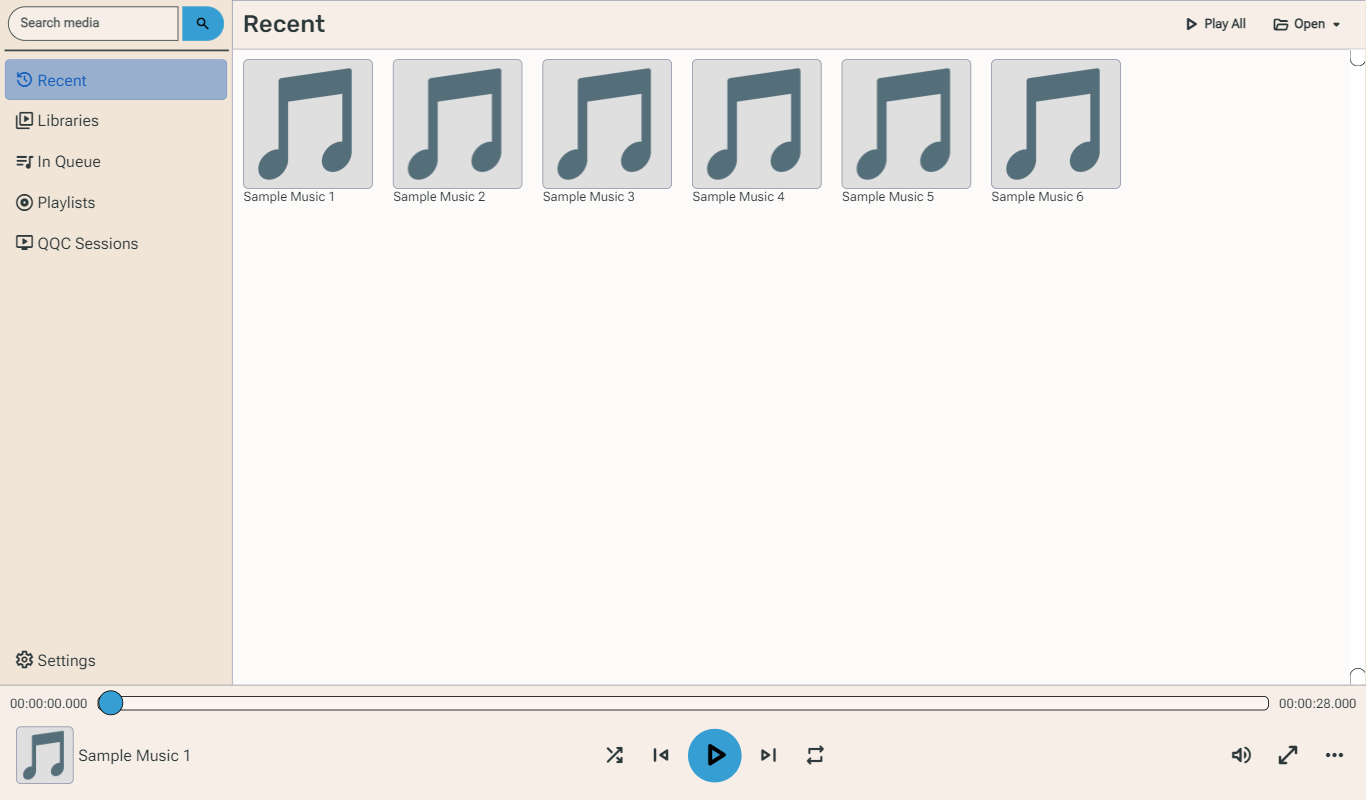 Search media
Recent
Play All
Open
Recent
Libraries
In Queue
Playlists
QQC Sessions
Settings
Sample Music 1
Sample Music 2
Sample Music 3
Sample Music 4
Sample Music 5
Sample Music 6
00:00:00.000
00:00:28.000
Sample Music 1